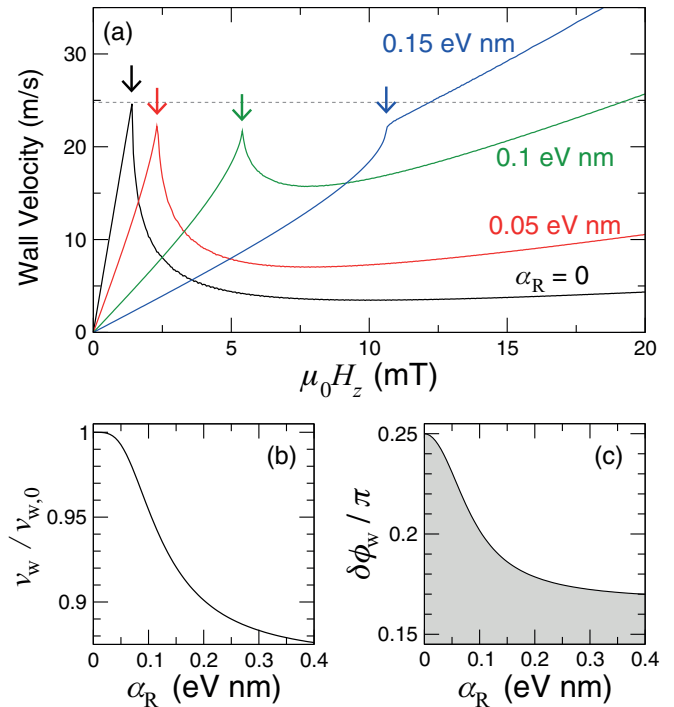 (a)
0.15 eV nm
0.1 eV nm
0.05 eV nm
α_R = 0
Wall Velocity (m/s)
30
20
10
0
0
5
10
15
20
μ₀H_z (mT)
(b)
v_w / v_w,0
1
0.95
0.9
0
0.1
0.2
0.3
0.4
α_R (eV nm)
(c)
δϕ_w / π
0.25
0.2
0.15
0
0.1
0.2
0.3
0.4
α_R (eV nm)